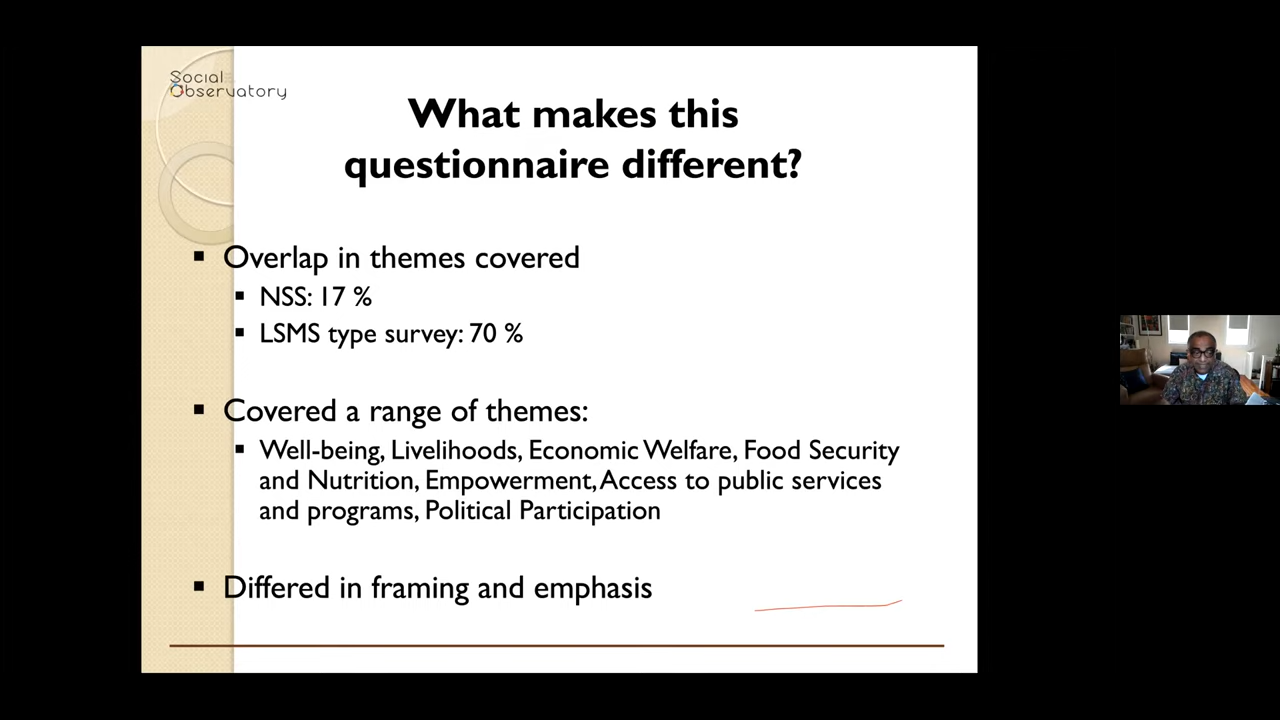 Social
Observatory
What makes this
questionnaire different?
▪ Overlap in themes covered
▪ NSS: 17 %
▪ LSMS type survey: 70 %
▪ Covered a range of themes:
▪ Well-being, Livelihoods, Economic Welfare, Food Security
and Nutrition, Empowerment, Access to public services
and programs, Political Participation
▪ Differed in framing and emphasis